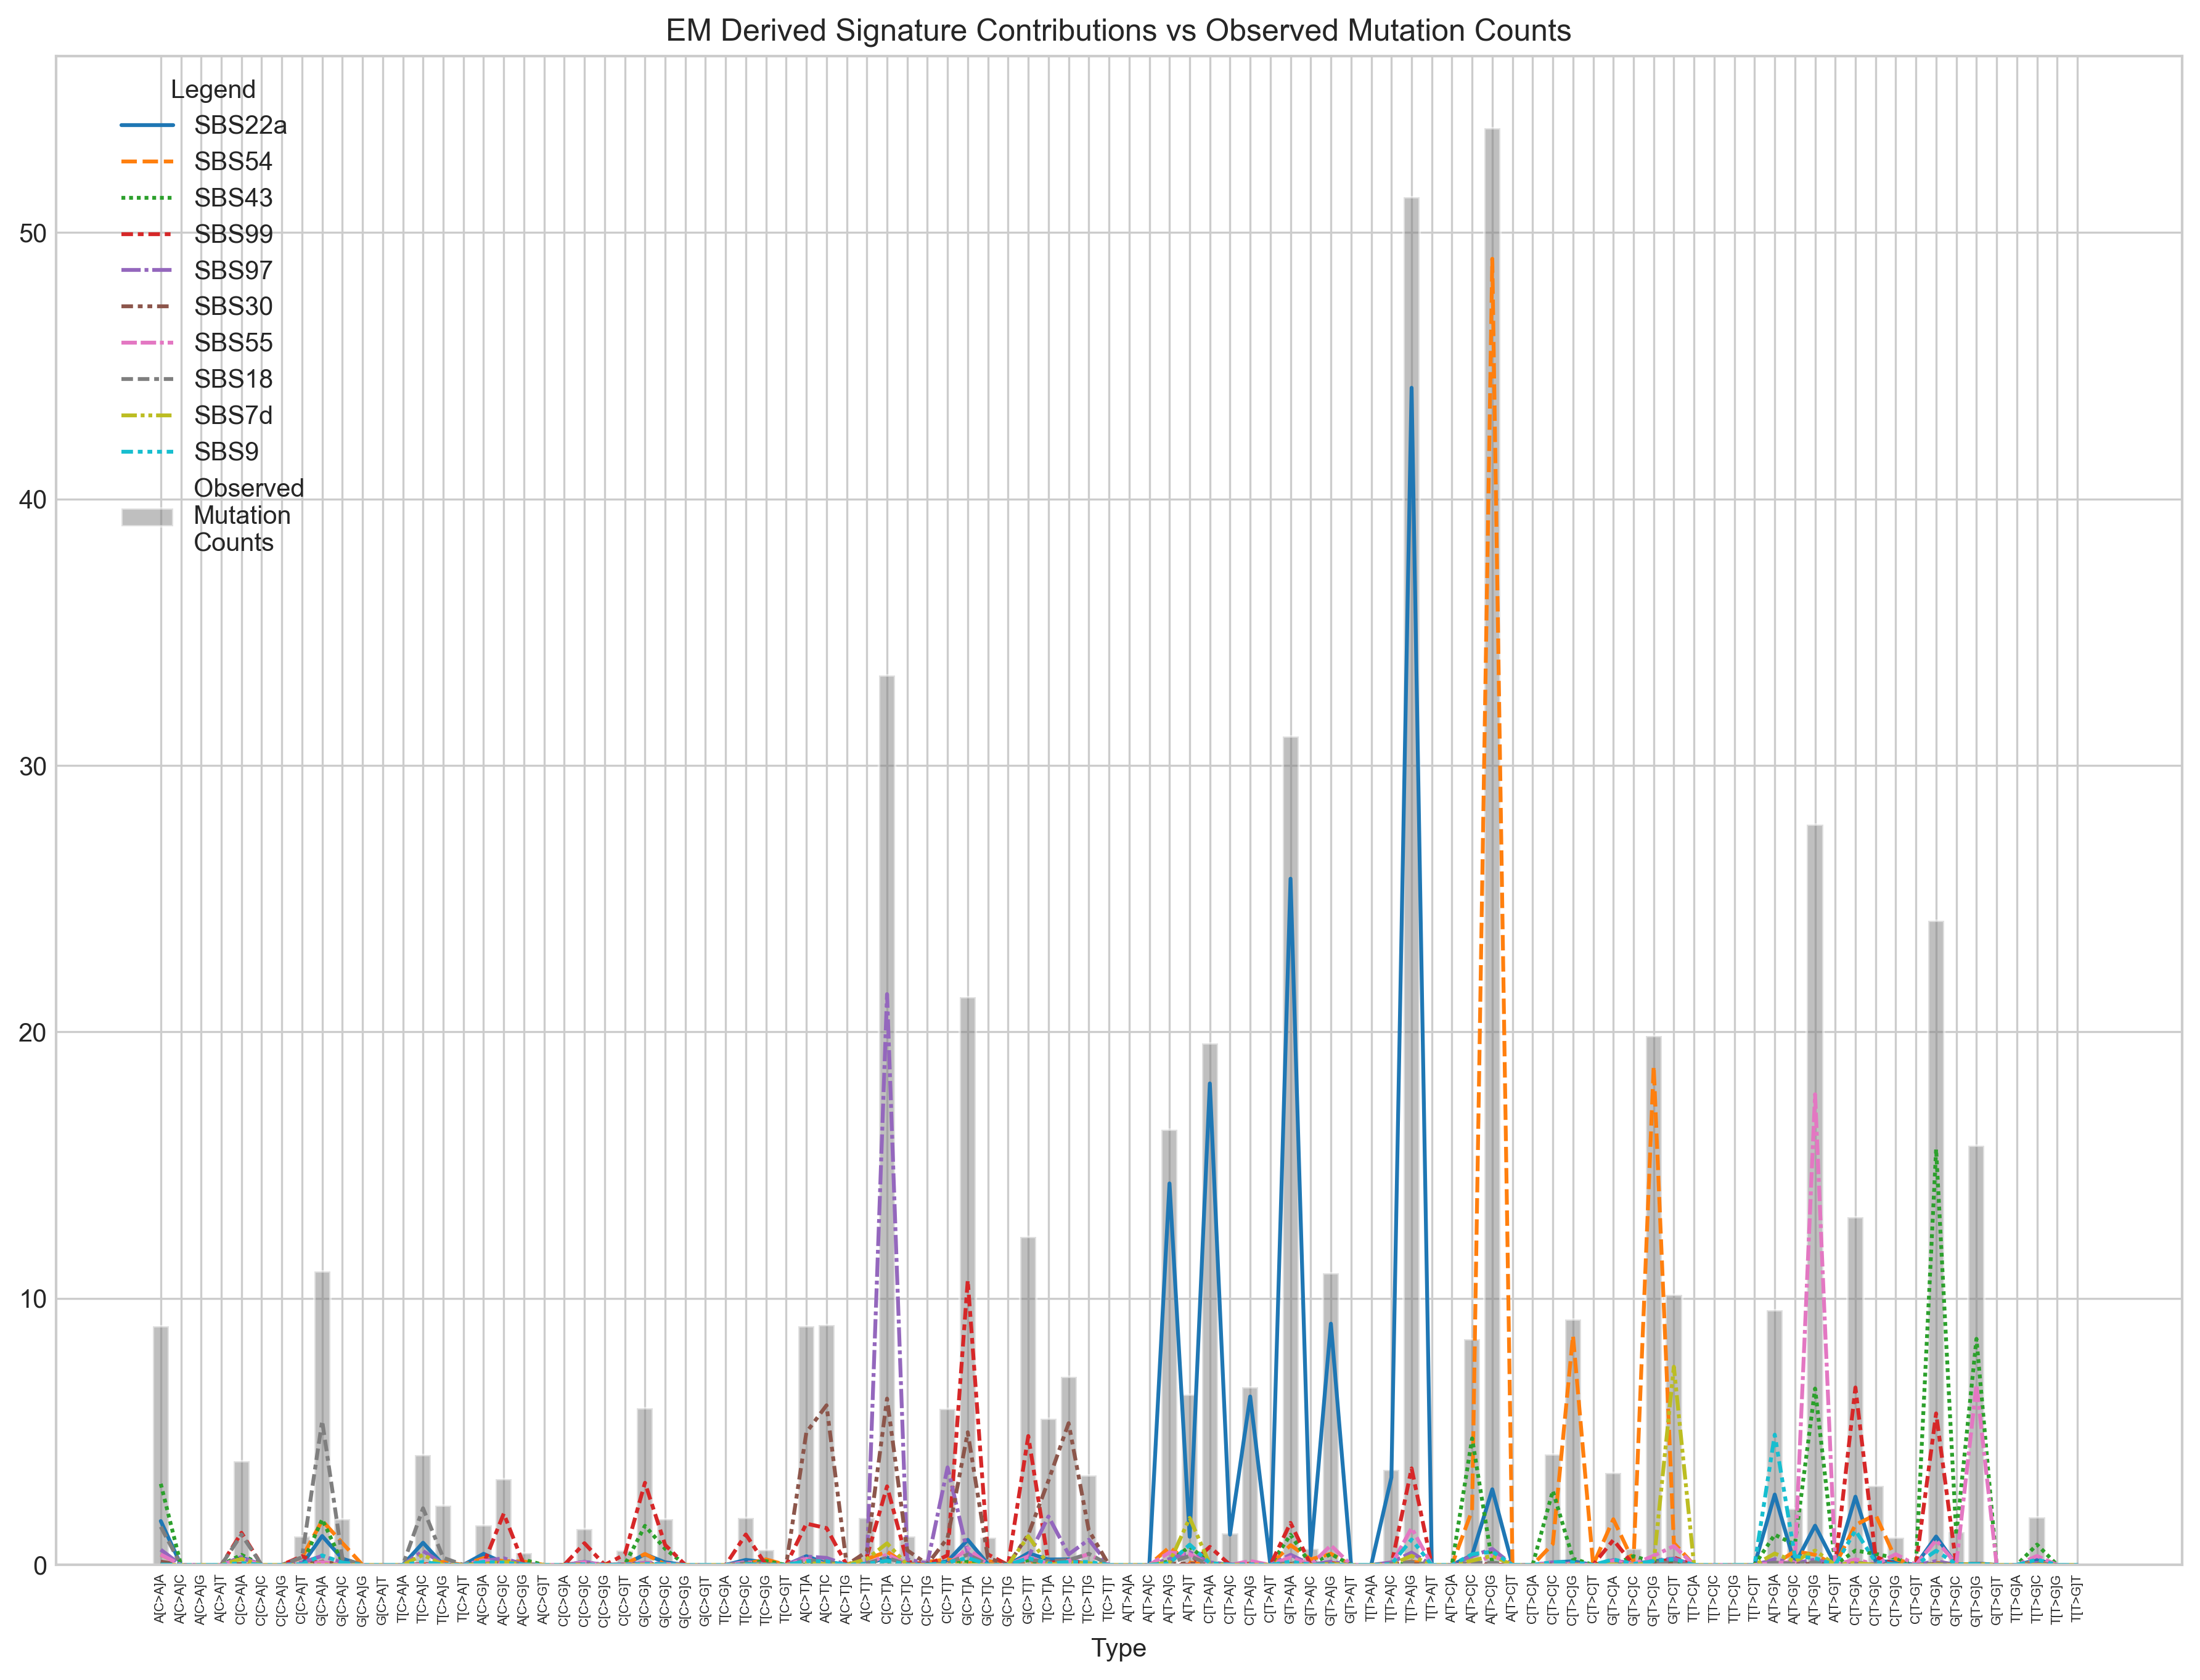 EM Derived Signature Contributions vs Observed Mutation Counts
Legend
SBS22a
SBS54
SBS43
SBS99
SBS97
SBS30
SBS55
SBS18
SBS7d
SBS9
Observed
Mutation
Counts
50
40
30
20
10
0
A[C>A]A
A[C>A]C
A[C>A]G
A[C>A]T
C[C>A]A
C[C>A]C
C[C>A]G
C[C>A]T
G[C>A]A
G[C>A]C
G[C>A]G
G[C>A]T
T[C>A]A
T[C>A]C
T[C>A]G
T[C>A]T
A[C>G]A
A[C>G]C
A[C>G]G
A[C>G]T
C[C>G]A
C[C>G]C
C[C>G]G
C[C>G]T
G[C>G]A
G[C>G]C
G[C>G]G
G[C>G]T
T[C>G]A
T[C>G]C
T[C>G]G
T[C>G]T
A[C>T]A
A[C>T]C
A[C>T]G
A[C>T]T
C[C>T]A
C[C>T]C
C[C>T]G
C[C>T]T
G[C>T]A
G[C>T]C
G[C>T]G
G[C>T]T
T[C>T]A
T[C>T]C
T[C>T]G
T[C>T]T
A[T>A]A
A[T>A]C
A[T>A]G
A[T>A]T
C[T>A]A
C[T>A]C
C[T>A]G
C[T>A]T
G[T>A]A
G[T>A]C
G[T>A]G
G[T>A]T
T[T>A]A
T[T>A]C
T[T>A]G
T[T>A]T
A[T>C]A
A[T>C]C
A[T>C]G
A[T>C]T
C[T>C]A
C[T>C]C
C[T>C]G
C[T>C]T
G[T>C]A
G[T>C]C
G[T>C]G
G[T>C]T
T[T>C]A
T[T>C]C
T[T>C]G
T[T>C]T
A[T>G]A
A[T>G]C
A[T>G]G
A[T>G]T
C[T>G]A
C[T>G]C
C[T>G]G
C[T>G]T
G[T>G]A
G[T>G]C
G[T>G]G
G[T>G]T
T[T>G]A
T[T>G]C
T[T>G]G
T[T>G]T
Type